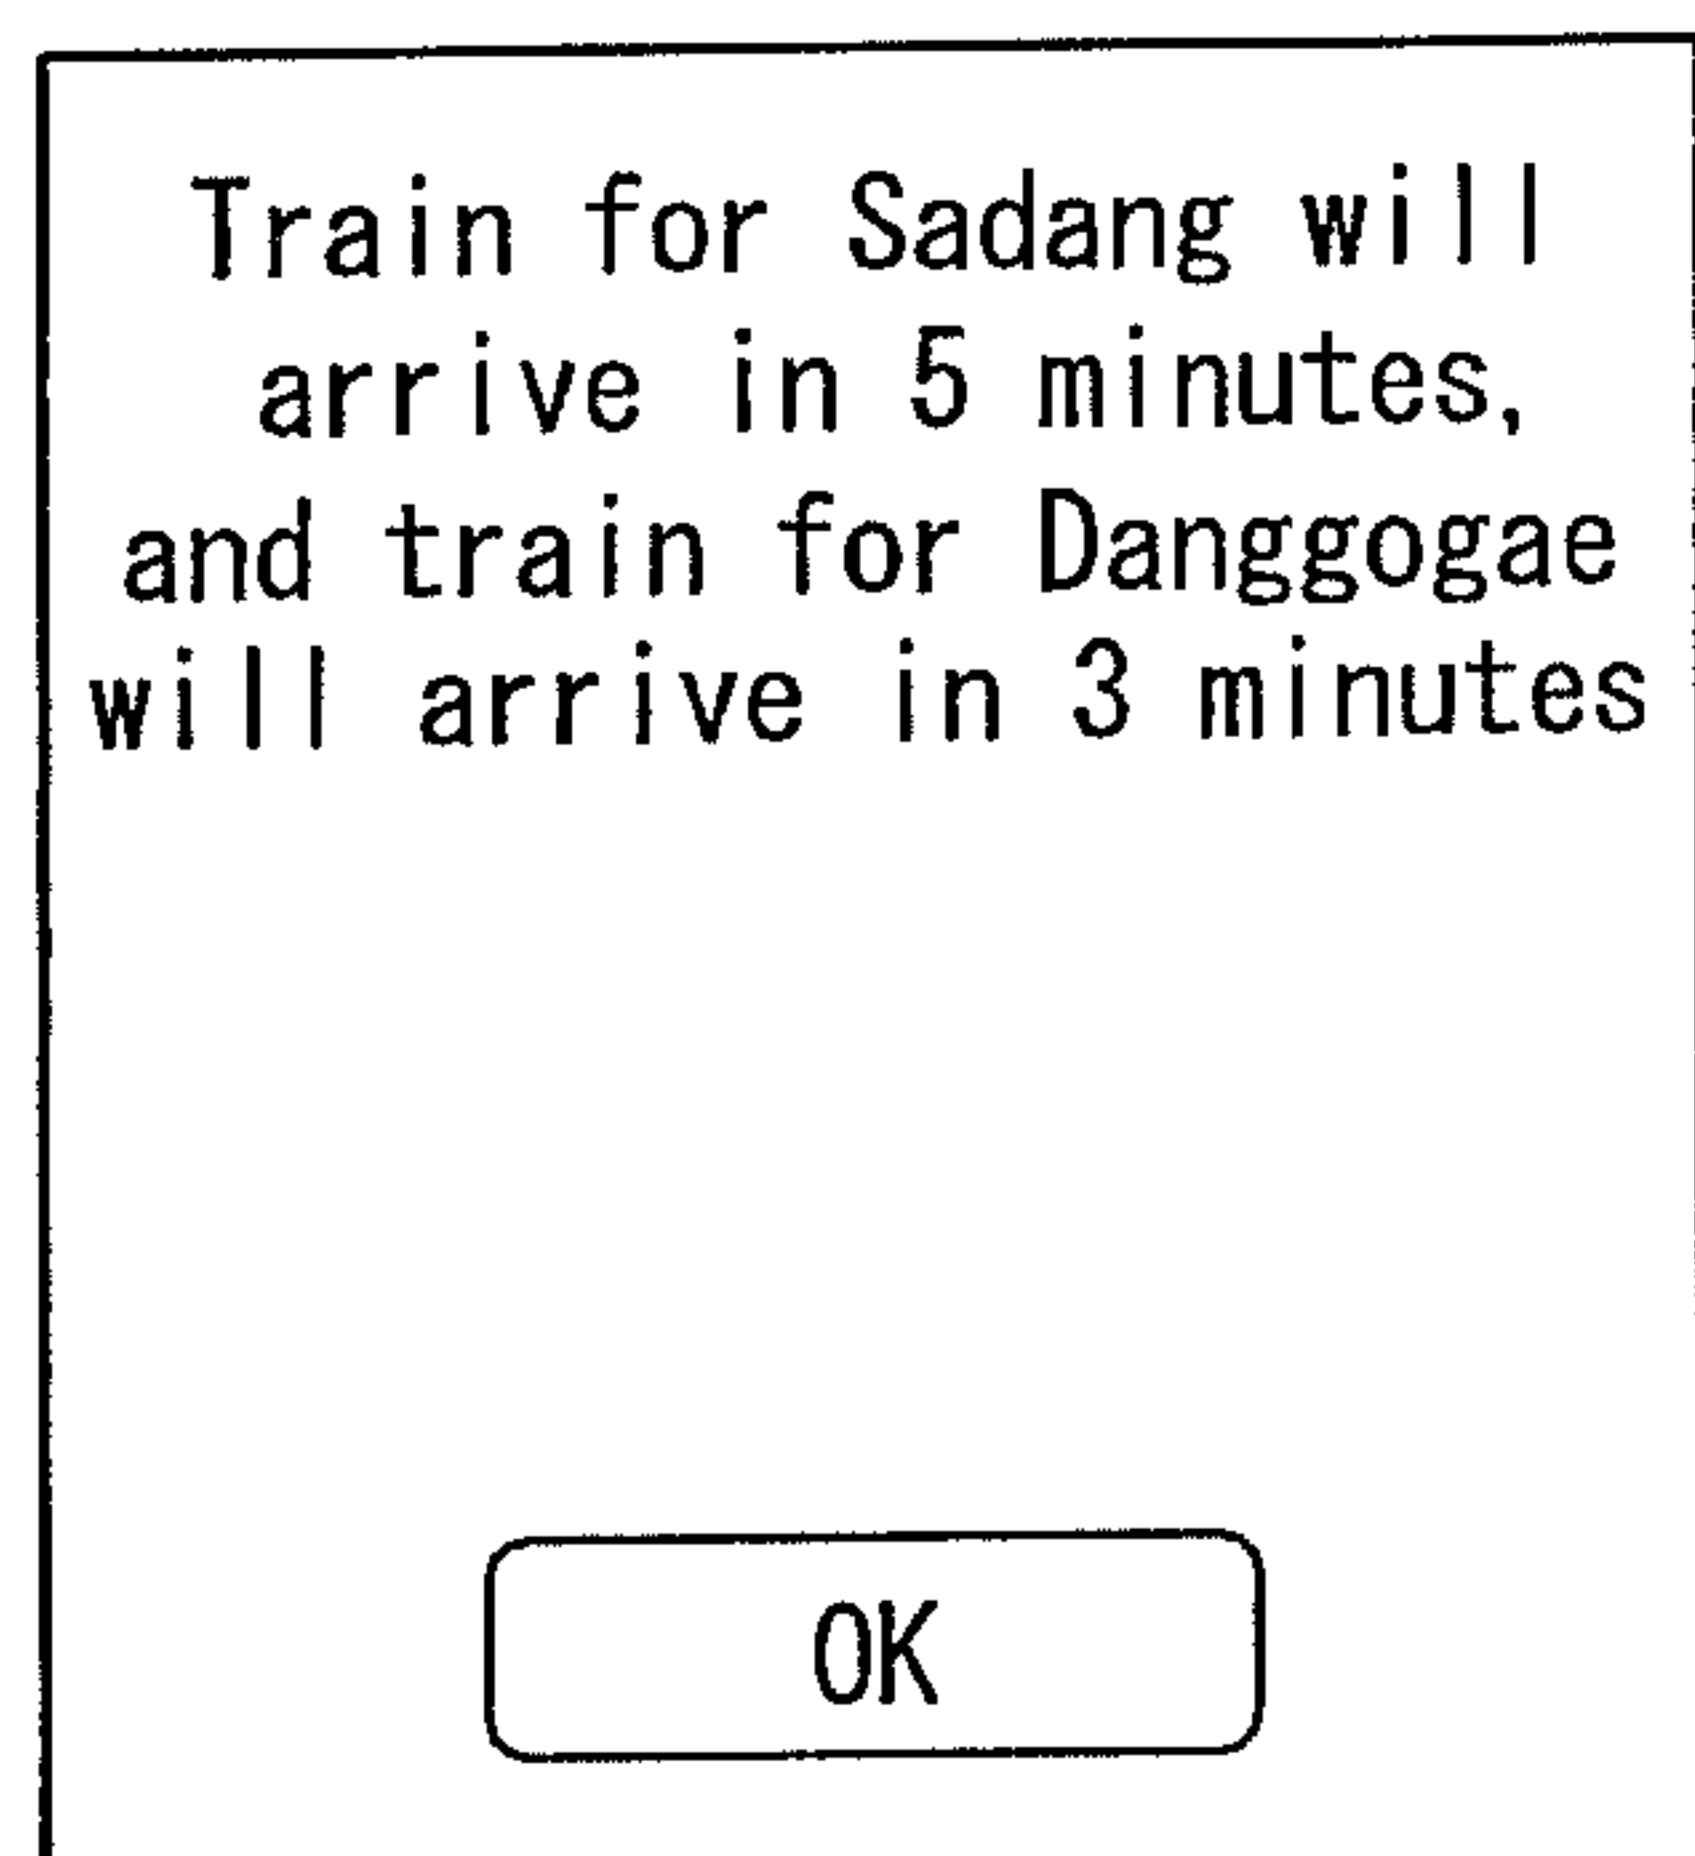 Train for Sadang will
arrive in 5 minutes,
and train for Danggogae
will arrive in 3 minutes
OK